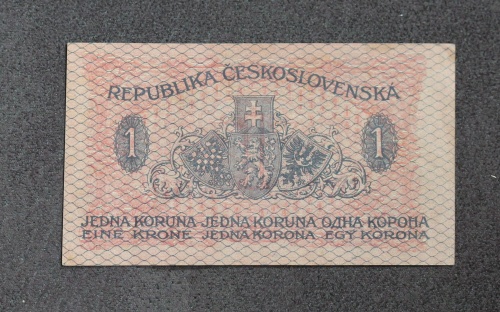 REPUBLIKA ČESKOSLOVENSKÁ
1 1
JEDNA KORUNA JEDNA KORUNA ОДНА КОРОНА
EINE KRONE JEDNA KORONA EGY KORONA